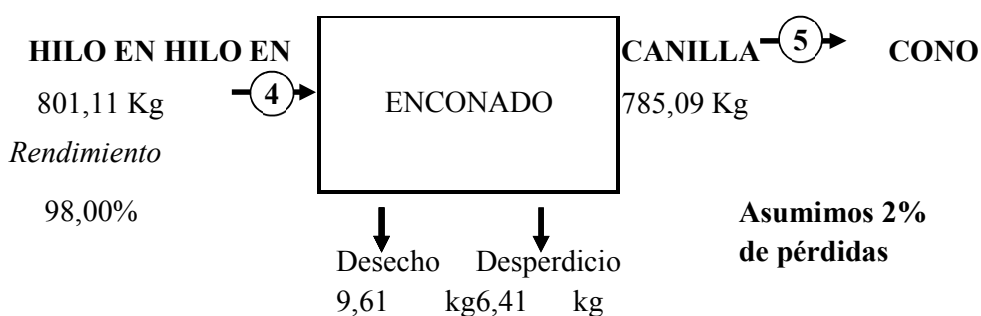 HILO EN HILO EN CANILLA 5 CONO
801,11 Kg 4 ENCONADO 785,09 Kg
Rendimiento
98,00% Asumimos 2%
de pérdidas
Desecho Desperdicio
9,61 kg6,41 kg